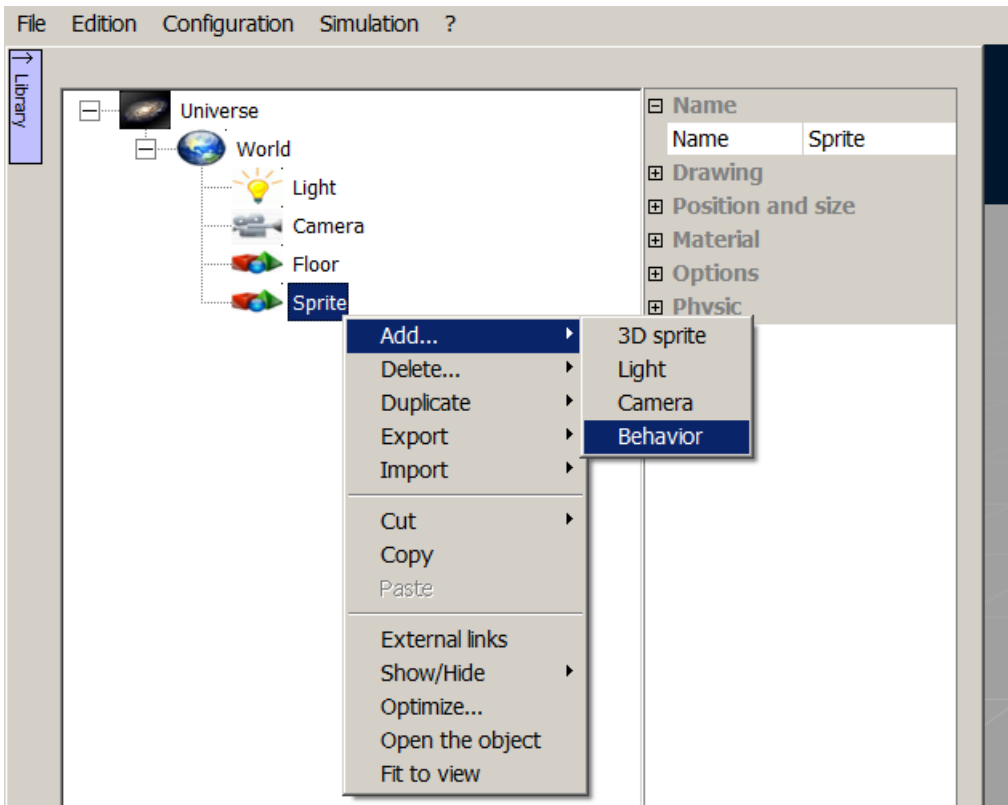 File Edition Configuration Simulation ?
↑ Library
Universe
World
Light
Camera
Floor
Sprite
Name
Name Sprite
Drawing
Position and size
Material
Options
Physic
Add...
Delete...
Duplicate
Export
Import
Cut
Copy
Paste
External links
Show/Hide
Optimize...
Open the object
Fit to view
3D sprite
Light
Camera
Behavior